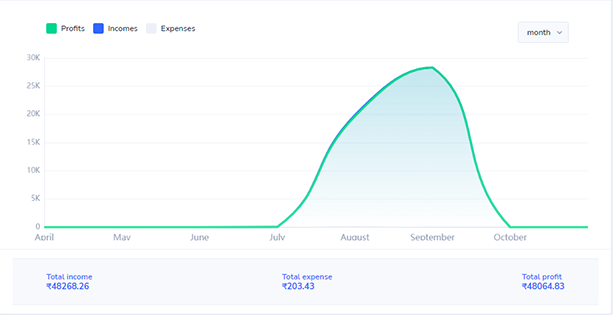 Profits Incomes Expenses
month
30K
25K
20K
15K
10K
5K
0
April May June July August September October
Total income Total expense Total profit
₹48268.26 ₹203.43 ₹48064.83